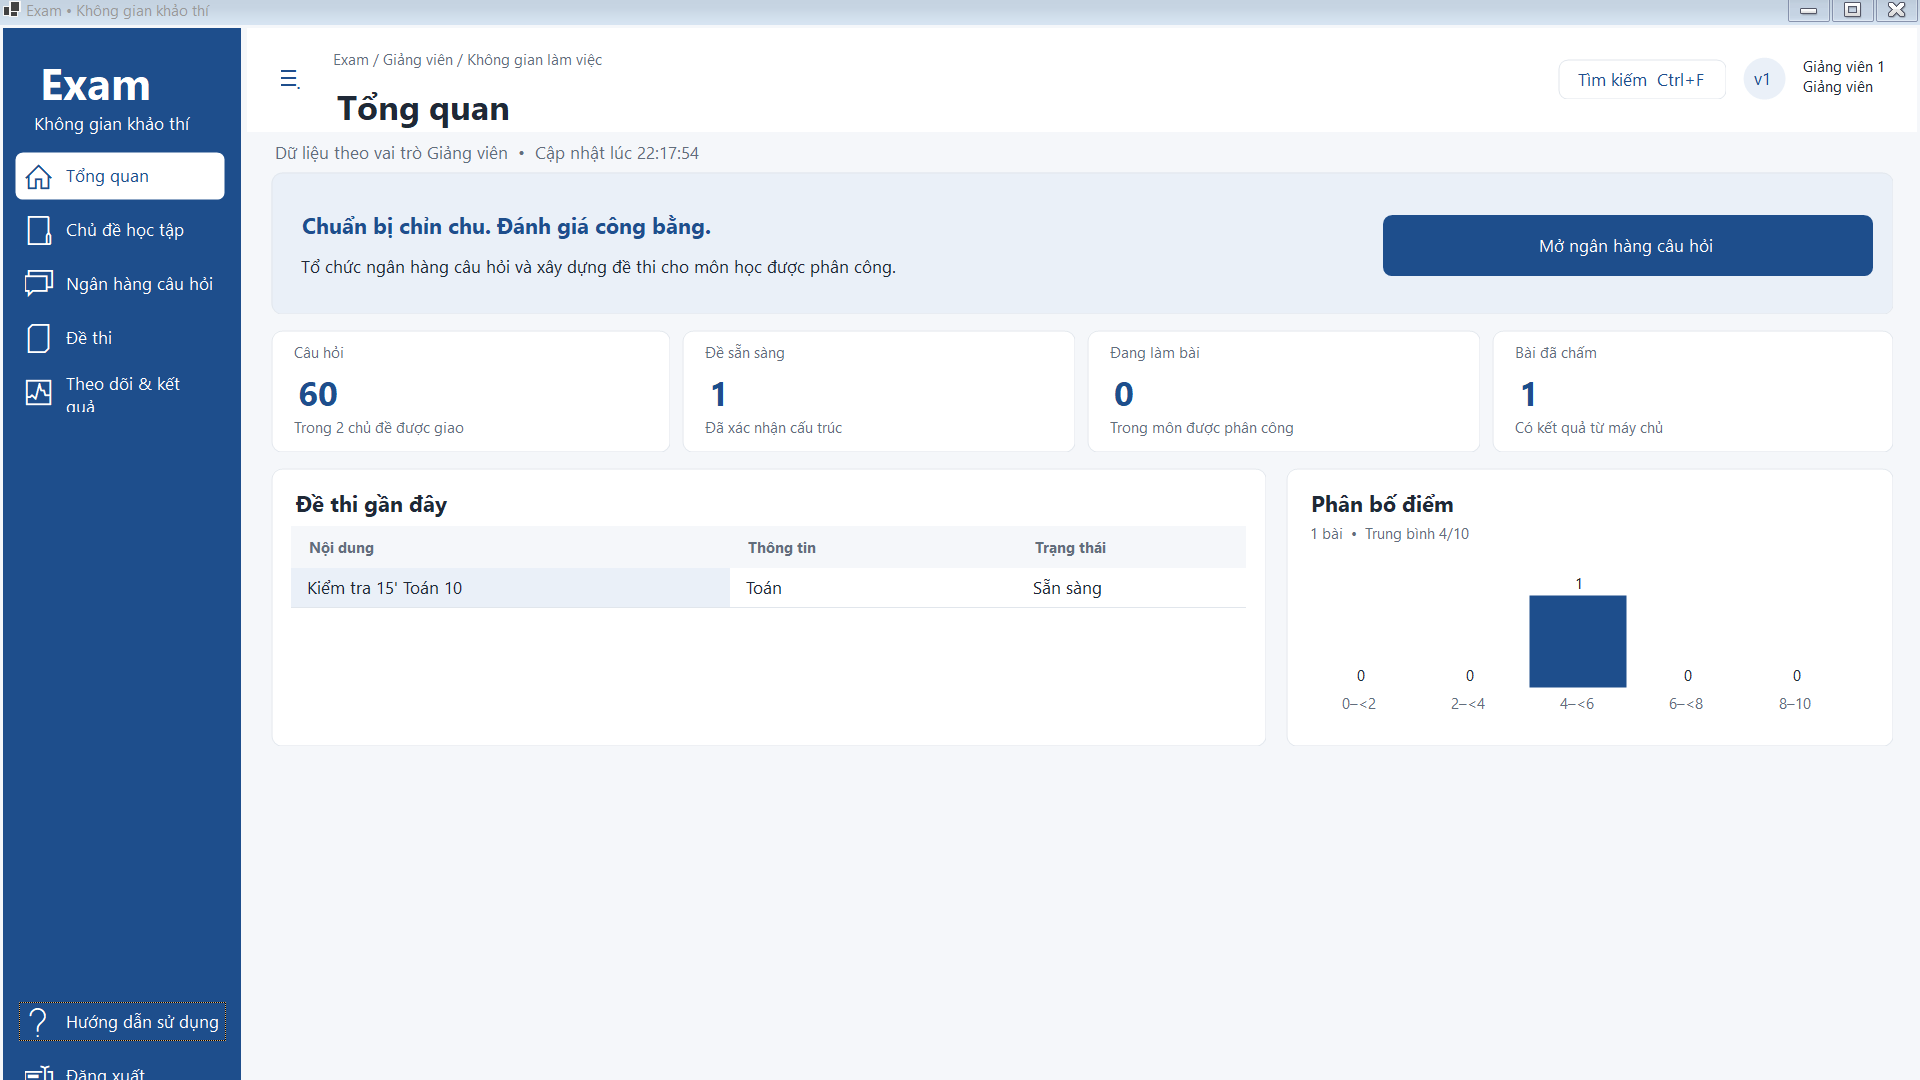 Exam • Không gian khảo thí
Exam
Không gian khảo thí
Tổng quan
Chủ đề học tập
Ngân hàng câu hỏi
Đề thi
Theo dõi & kết
quả
Hướng dẫn sử dụng
Đăng xuất
Exam / Giảng viên / Không gian làm việc
Tổng quan
Tìm kiếm Ctrl+F
v1
Giảng viên 1
Giảng viên
Dữ liệu theo vai trò Giảng viên • Cập nhật lúc 22:17:54
Chuẩn bị chỉn chu. Đánh giá công bằng.
Tổ chức ngân hàng câu hỏi và xây dựng đề thi cho môn học được phân công.
Mở ngân hàng câu hỏi
Câu hỏi
60
Trong 2 chủ đề được giao
Đề sẵn sàng
1
Đã xác nhận cấu trúc
Đang làm bài
0
Trong môn được phân công
Bài đã chấm
1
Có kết quả từ máy chủ
Đề thi gần đây
Nội dung Thông tin Trạng thái
Kiểm tra 15' Toán 10 Toán Sẵn sàng
Phân bố điểm
1 bài • Trung bình 4/10
1
0 0 0 0
0–<2 2–<4 4–<6 6–<8 8–10